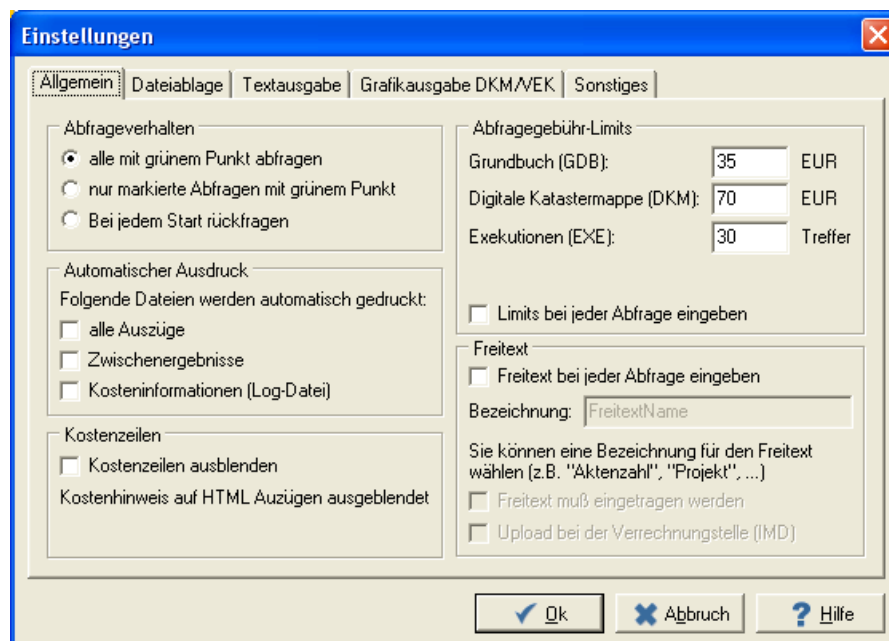 Einstellungen
Allgemein
Dateiablage
Textausgabe
Grafikausgabe DKM/VEK
Sonstiges
Abfrageverhalten
alle mit grünem Punkt abfragen
nur markierte Abfragen mit grünem Punkt
Bei jedem Start rückfragen
Automatischer Ausdruck
Folgende Dateien werden automatisch gedruckt:
alle Auszüge
Zwischenergebnisse
Kosteninformationen (Log-Datei)
Kostenzeilen
Kostenzeilen ausblenden
Kostenhinweis auf HTML Auzügen ausgeblendet
Abfragegebühr-Limits
Grundbuch (GDB): 35 EUR
Digitale Katastermappe (DKM): 70 EUR
Exekutionen (EXE): 30 Treffer
Limits bei jeder Abfrage eingeben
Freitext
Freitext bei jeder Abfrage eingeben
Bezeichnung: FreitextName
Sie können eine Bezeichnung für den Freitext
wählen (z.B. "Aktenzahl", "Projekt", ...)
Freitext muß eingetragen werden
Upload bei der Verrechnungstelle (IMD)
Ok
Abbruch
Hilfe